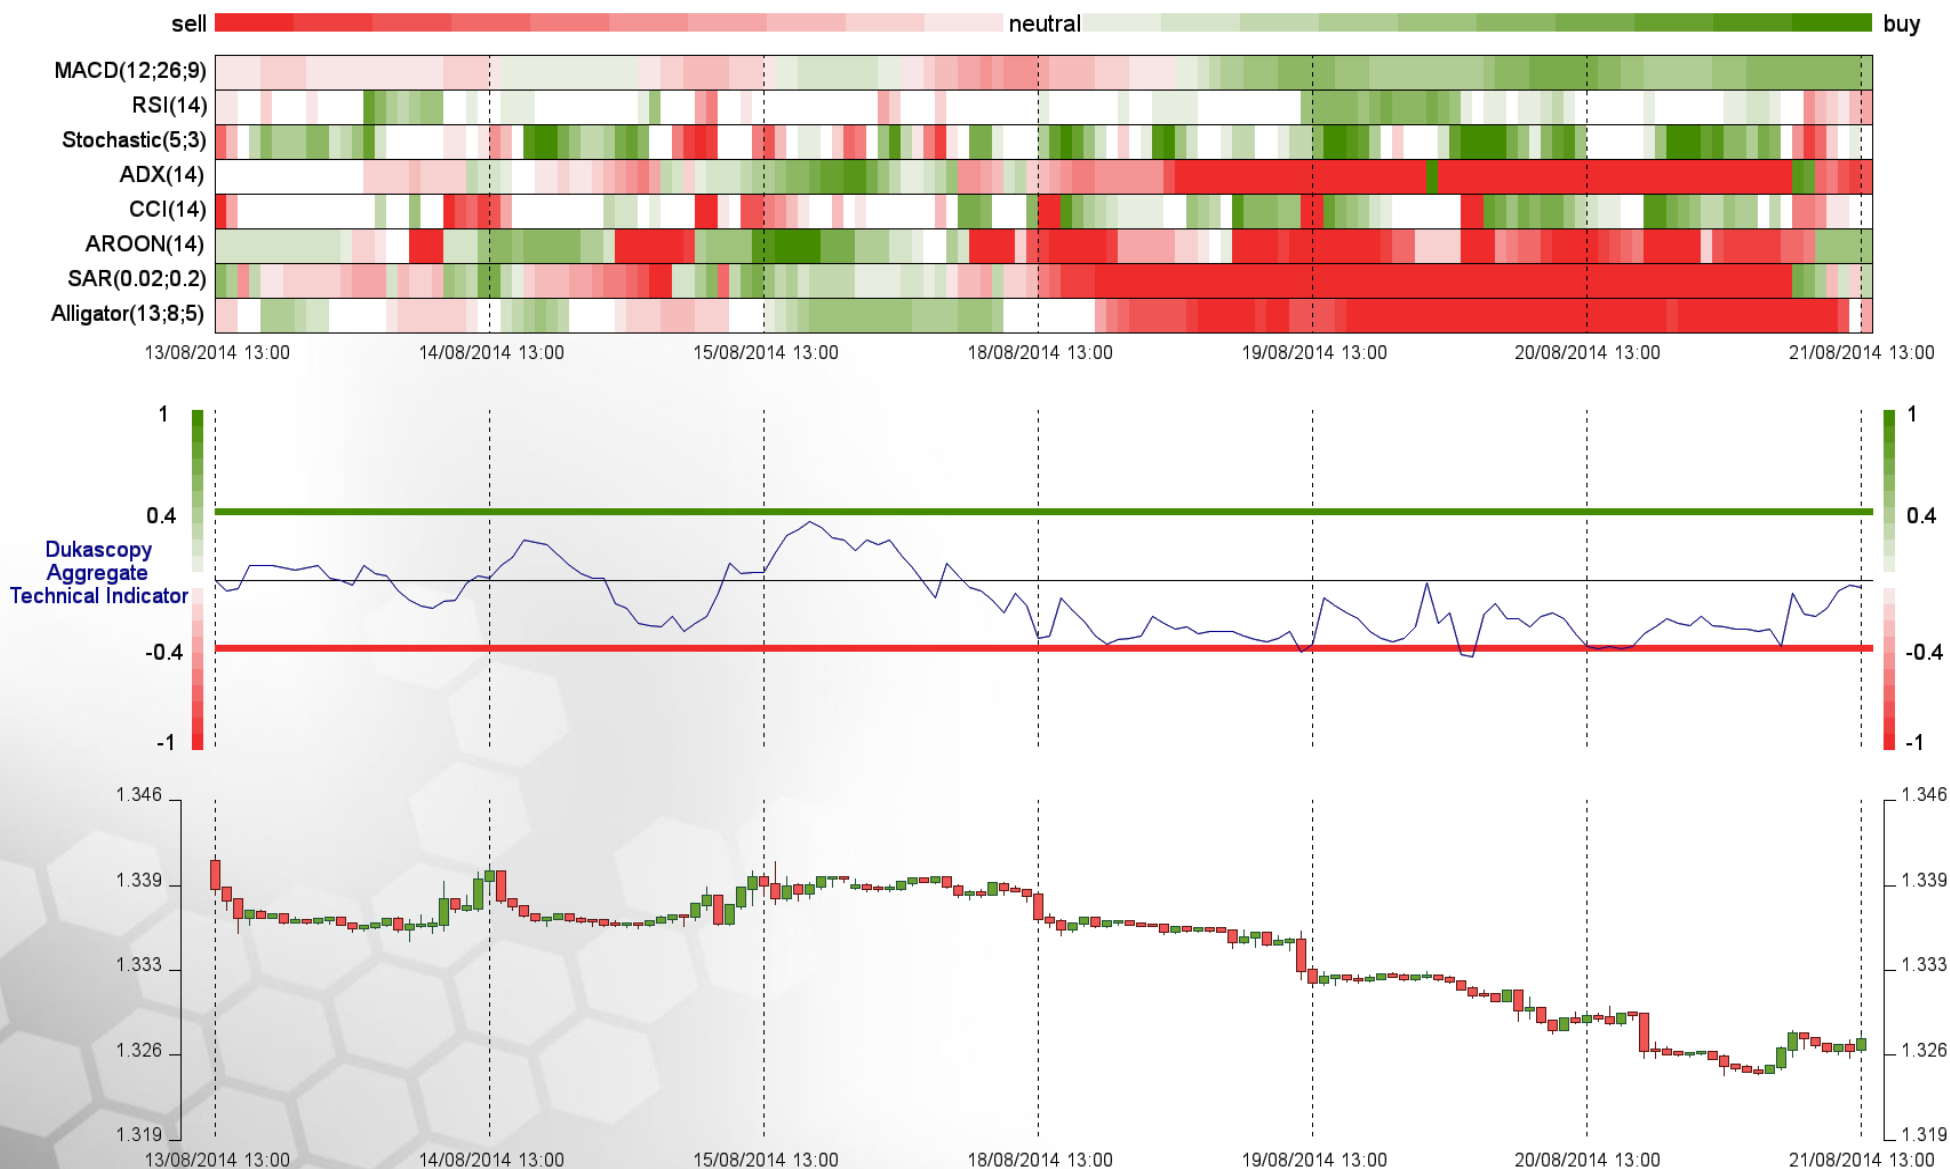 sell neutral buy
MACD(12;26;9)
RSI(14)
Stochastic(5;3)
ADX(14)
CCI(14)
AROON(14)
SAR(0.02;0.2)
Alligator(13;8;5)
13/08/2014 13:00 14/08/2014 13:00 15/08/2014 13:00 18/08/2014 13:00 19/08/2014 13:00 20/08/2014 13:00 21/08/2014 13:00
1 1
0.4 0.4
Dukascopy
Aggregate
Technical Indicator
-0.4 -0.4
-1 -1
1.346 1.346
1.339 1.339
1.333 1.333
1.326 1.326
1.319 1.319
13/08/2014 13:00 14/08/2014 13:00 15/08/2014 13:00 18/08/2014 13:00 19/08/2014 13:00 20/08/2014 13:00 21/08/2014 13:00